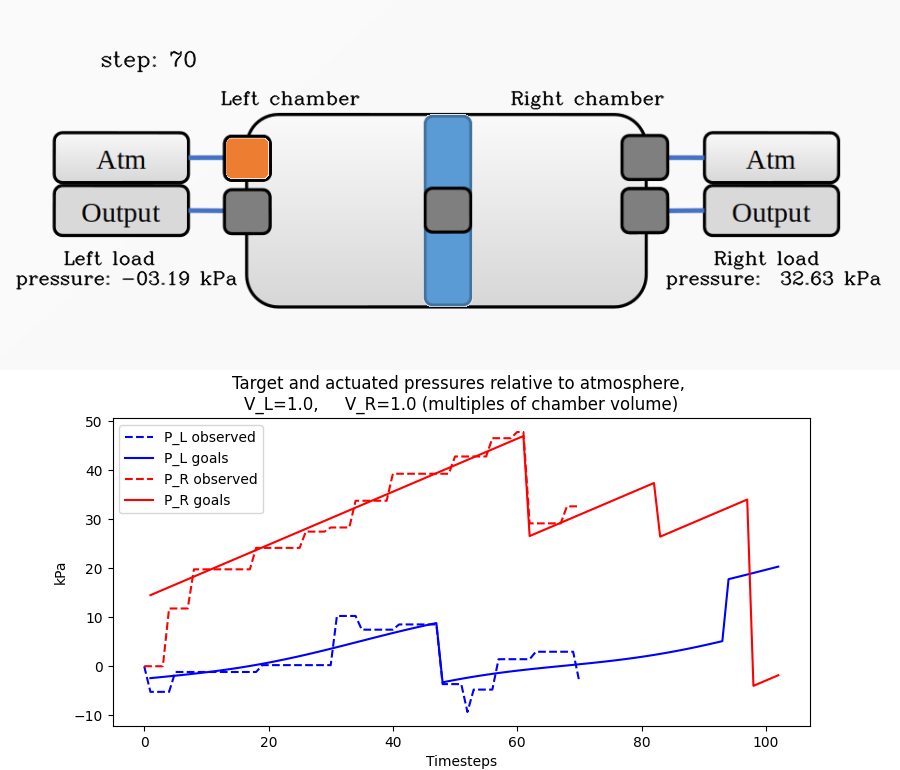 step: 70
Left chamber
Right chamber
Atm
Atm
Output
Output
Left load
pressure: -03.19 kPa
Right load
pressure: 32.63 kPa
Target and actuated pressures relative to atmosphere,
V_L=1.0, V_R=1.0 (multiples of chamber volume)
P_L observed
P_L goals
P_R observed
P_R goals
50
40
30
20
10
0
−10
kPa
0 20 40 60 80 100
Timesteps